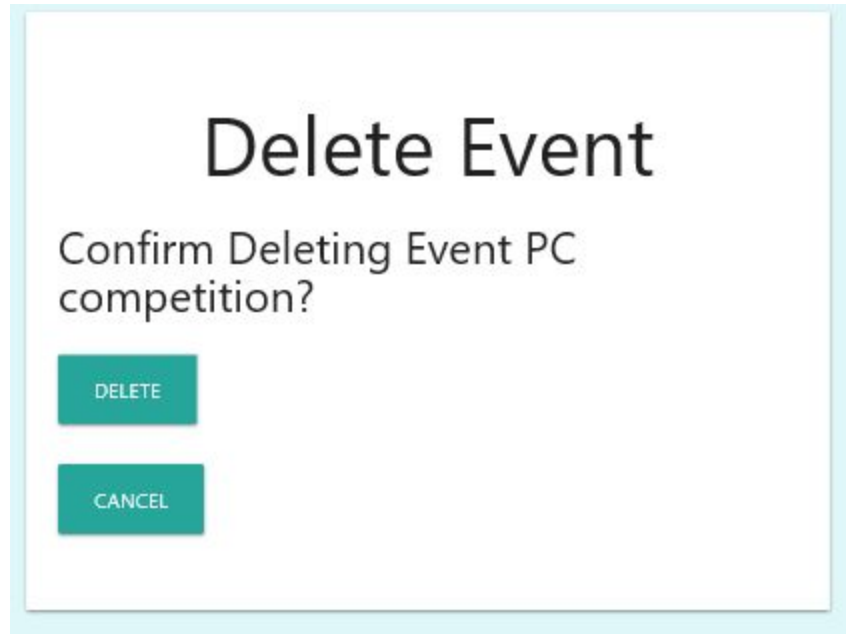 Delete Event
Confirm Deleting Event PC
competition?
DELETE
CANCEL